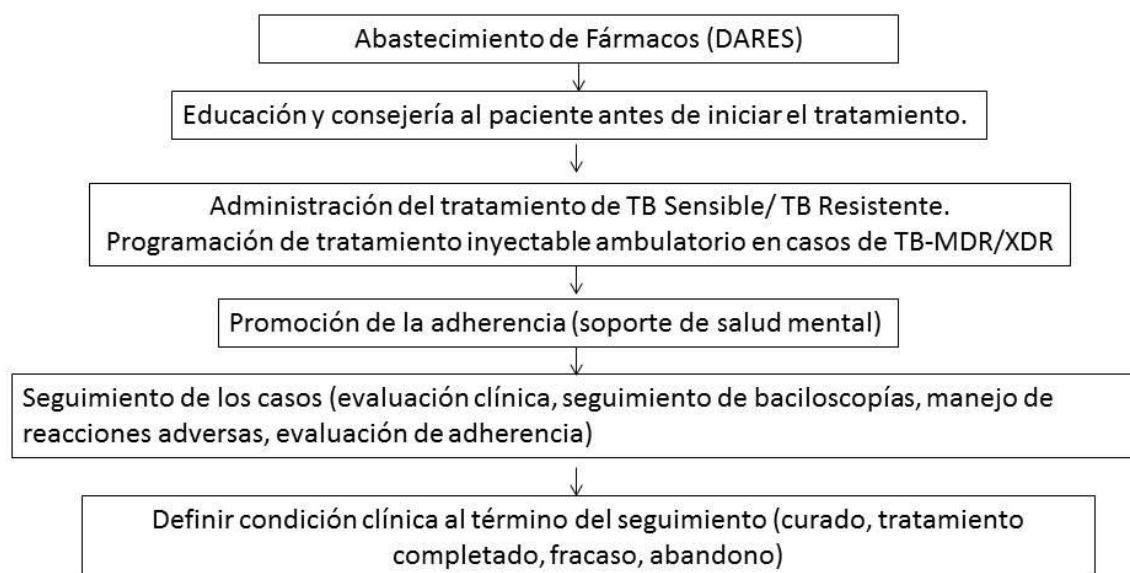 Abastecimiento de Fármacos (DARES)
Educación y consejería al paciente antes de iniciar el tratamiento.
Administración del tratamiento de TB Sensible/ TB Resistente.
Programación de tratamiento inyectable ambulatorio en casos de TB-MDR/XDR
Promoción de la adherencia (soporte de salud mental)
Seguimiento de los casos (evaluación clínica, seguimiento de baciloscopías, manejo de
reacciones adversas, evaluación de adherencia)
Definir condición clínica al término del seguimiento (curado, tratamiento
completado, fracaso, abandono)